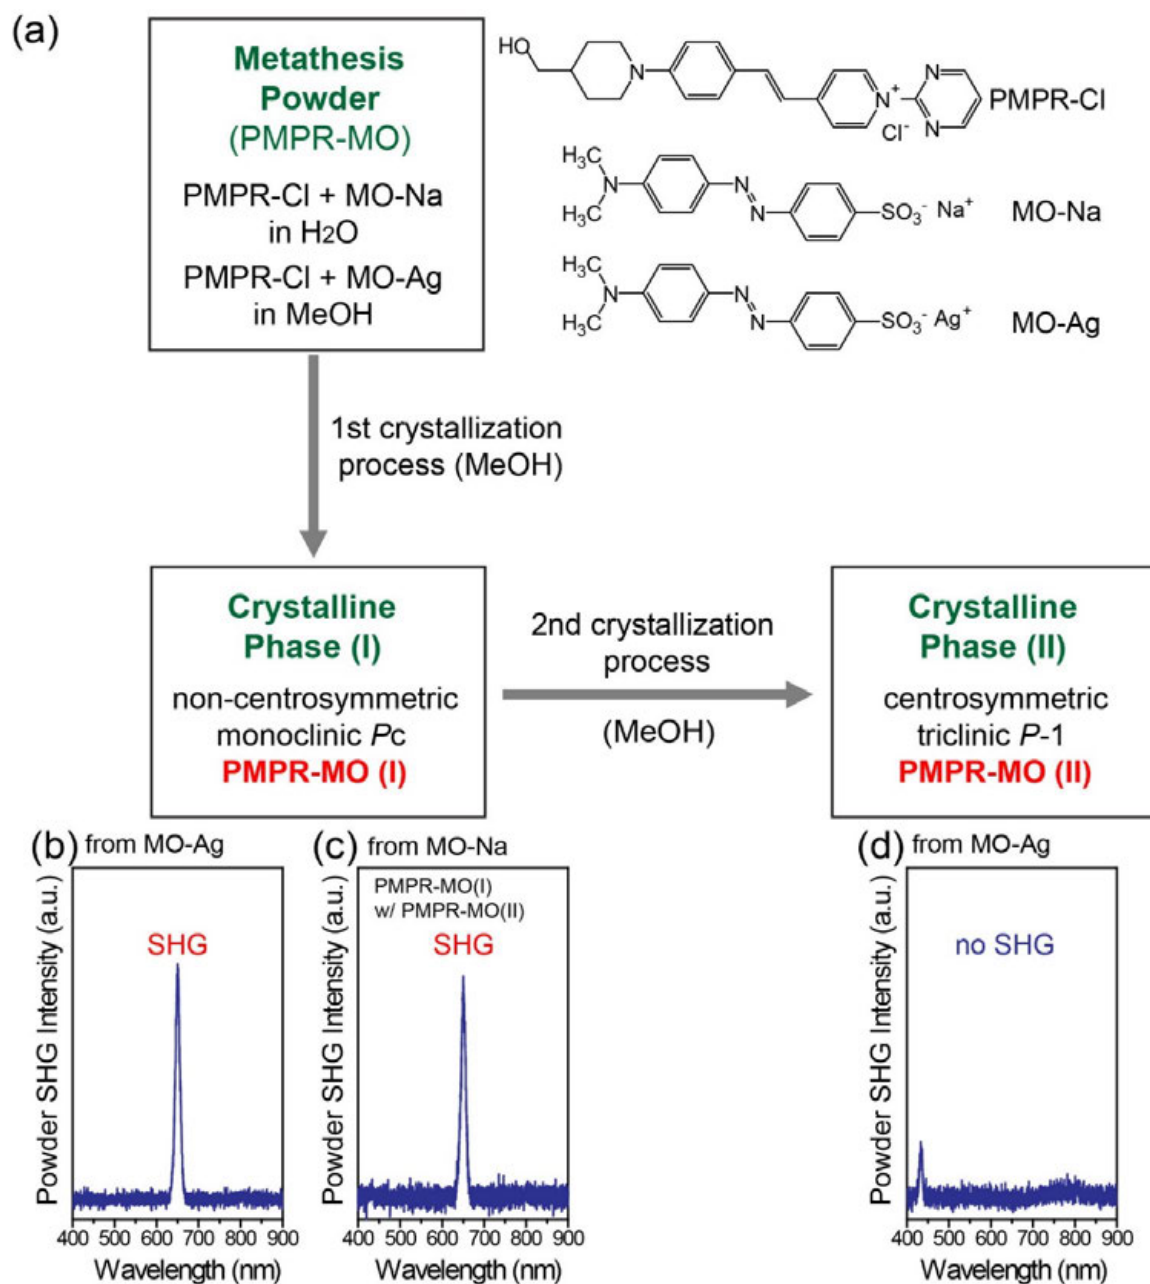 (a)
Metathesis
Powder
(PMPR-MO)
PMPR-Cl + MO-Na
in H2O
PMPR-Cl + MO-Ag
in MeOH
HO
N
N⁺
N
N
Cl⁻
PMPR-Cl
H₃C
N
H₃C
N
N
SO₃⁻ Na⁺
MO-Na
H₃C
N
H₃C
N
N
SO₃⁻ Ag⁺
MO-Ag
1st crystallization
process (MeOH)
Crystalline
Phase (I)
non-centrosymmetric
monoclinic Pc
PMPR-MO (I)
2nd crystallization
process
(MeOH)
Crystalline
Phase (II)
centrosymmetric
triclinic P-1
PMPR-MO (II)
(b) from MO-Ag
Powder SHG Intensity (a.u.)
SHG
400 500 600 700 800 900
Wavelength (nm)
(c) from MO-Na
Powder SHG Intensity (a.u.)
PMPR-MO(I)
w/ PMPR-MO(II)
SHG
400 500 600 700 800 900
Wavelength (nm)
(d) from MO-Ag
Powder SHG Intensity (a.u.)
no SHG
400 500 600 700 800 900
Wavelength (nm)